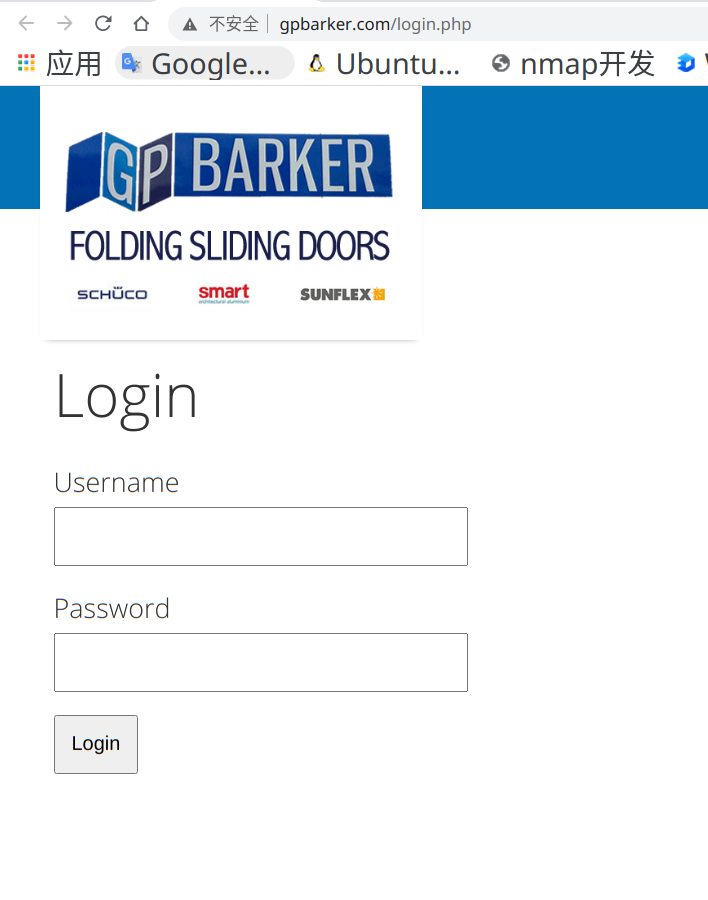 不安全 gpbarker.com/login.php
应用 Google... Ubuntu... nmap开发
GP BARKER
FOLDING SLIDING DOORS
SCHÜCO smart SUNFLEX
architectural aluminium
Login
Username
Password
Login